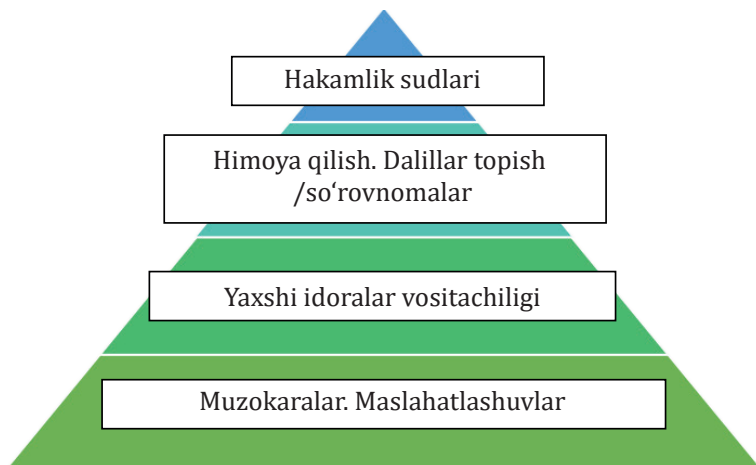 Hakamlik sudlari
Himoya qilish. Dalillar topish
/so‘rovnomalar
Yaxshi idoralar vositachiligi
Muzokaralar. Maslahatlashuvlar